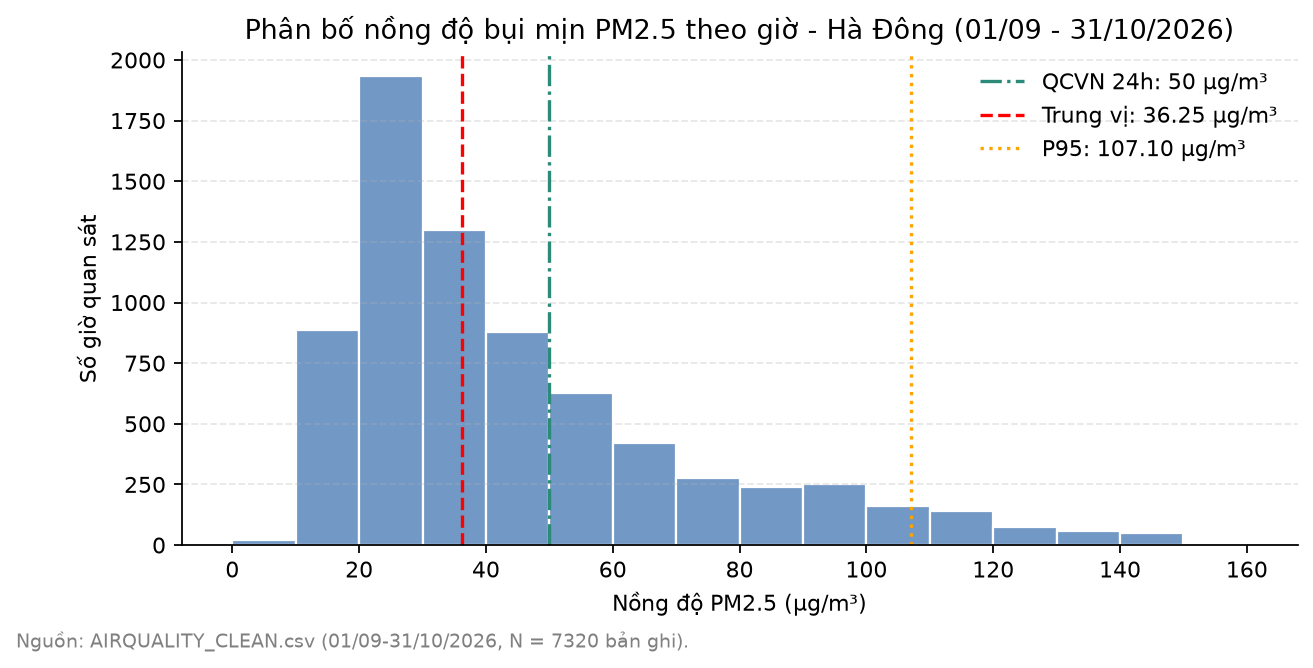 Phân bố nồng độ bụi mịn PM2.5 theo giờ - Hà Đông (01/09 - 31/10/2026)
QCVN 24h: 50 µg/m³
Trung vị: 36.25 µg/m³
P95: 107.10 µg/m³
Số giờ quan sát
2000
1750
1500
1250
1000
750
500
250
0
0 20 40 60 80 100 120 140 160
Nồng độ PM2.5 (µg/m³)
Nguồn: AIRQUALITY_CLEAN.csv (01/09-31/10/2026, N = 7320 bản ghi).